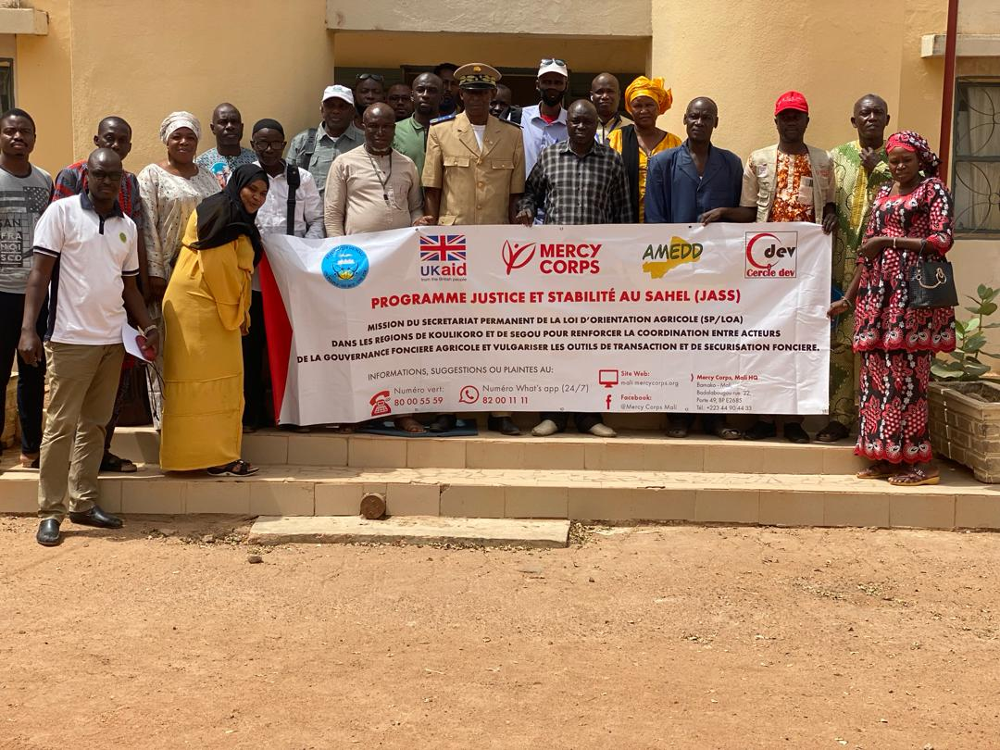 UKaid
from the British people
MERCY
CORPS
AMEDD
C dev
Cercle dev
PROGRAMME JUSTICE ET STABILITÉ AU SAHEL (JASS)
MISSION DU SECRETARIAT PERMANENT DE LA LOI D'ORIENTATION AGRICOLE (SP/LOA)
DANS LES REGIONS DE KOULIKORO ET DE SEGOU POUR RENFORCER LA COORDINATION ENTRE ACTEURS
DE LA GOUVERNANCE FONCIERE AGRICOLE ET VULGARISER LES OUTILS DE TRANSACTION ET DE SECURISATION FONCIERE.
INFORMATIONS, SUGGESTIONS OU PLAINTES AU:
Numéro vert:
80 00 55 59
Numéro What's app (24/7)
82 00 11 11
Site Web:
mali.mercycorps.org
Facebook:
@Mercy Corps Mali
Mercy Corps, Mali HQ
Bamako - Mali
Badalabougou rue 22,
Porte 49, BP E2685
Tél.: +223 44 90 44 33
SAN
FRA
NCI
SCO